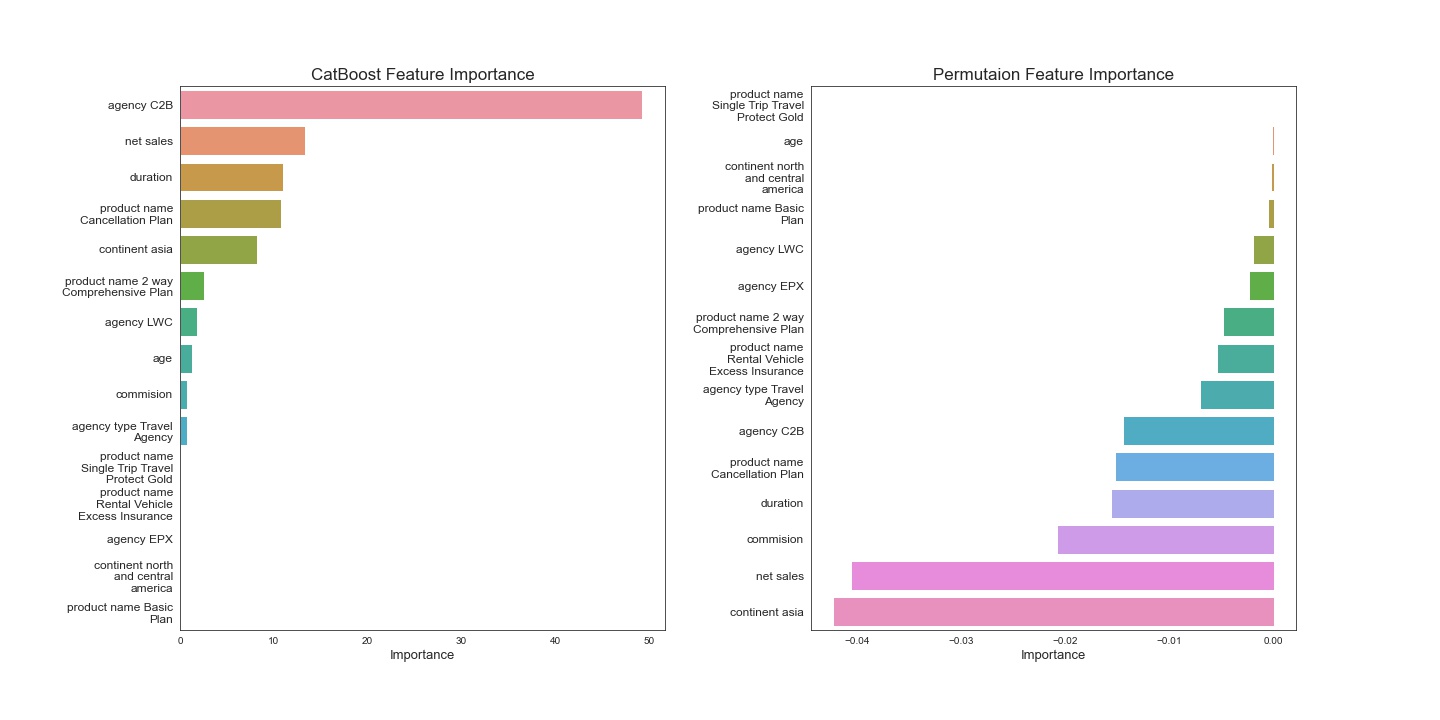 CatBoost Feature Importance
agency C2B
net sales
duration
product name
Cancellation Plan
continent asia
product name 2 way
Comprehensive Plan
agency LWC
age
commision
agency type Travel
Agency
product name
Single Trip Travel
Protect Gold
product name
Rental Vehicle
Excess Insurance
agency EPX
continent north
and central
america
product name Basic
Plan
0 10 20 30 40 50
Importance
Permutaion Feature Importance
product name
Single Trip Travel
Protect Gold
age
continent north
and central
america
product name Basic
Plan
agency LWC
agency EPX
product name 2 way
Comprehensive Plan
product name
Rental Vehicle
Excess Insurance
agency type Travel
Agency
agency C2B
product name
Cancellation Plan
duration
commision
net sales
continent asia
−0.04 −0.03 −0.02 −0.01 0.00
Importance